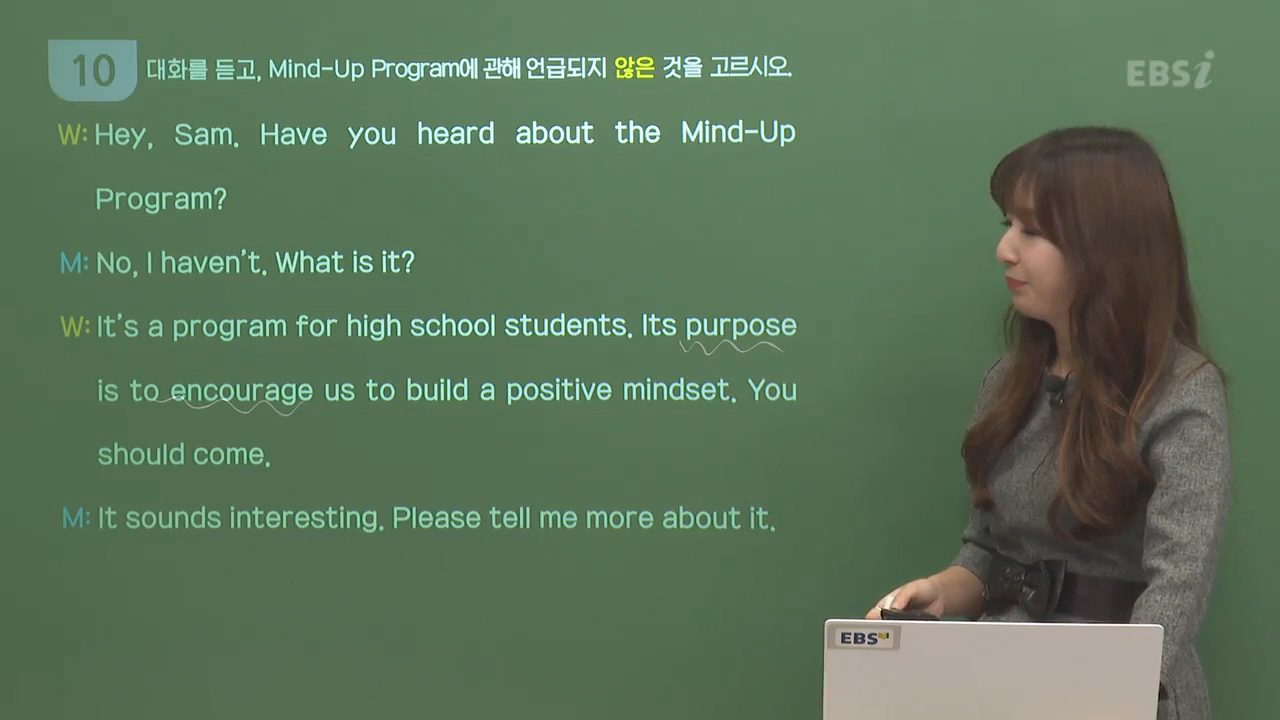 10 대화를 듣고, Mind-Up Program에 관해 언급되지 않은 것을 고르시오.
EBSi
W: Hey, Sam. Have you heard about the Mind-Up
Program?
M: No, I haven't. What is it?
W: It's a program for high school students. Its purpose
is to encourage us to build a positive mindset. You
should come.
M: It sounds interesting. Please tell me more about it.
EBS